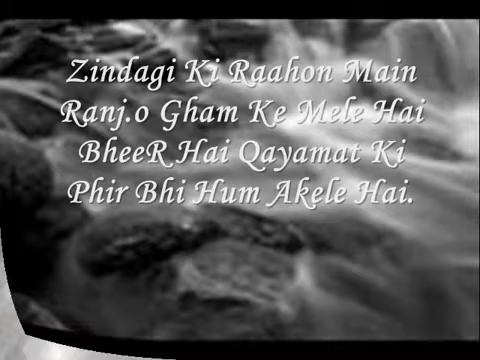 Zindagi Ki Raahon Main
Ranj.o Gham Ke Mele Hai
BheeR Hai Qayamat Ki
Phir Bhi Hum Akele Hai.